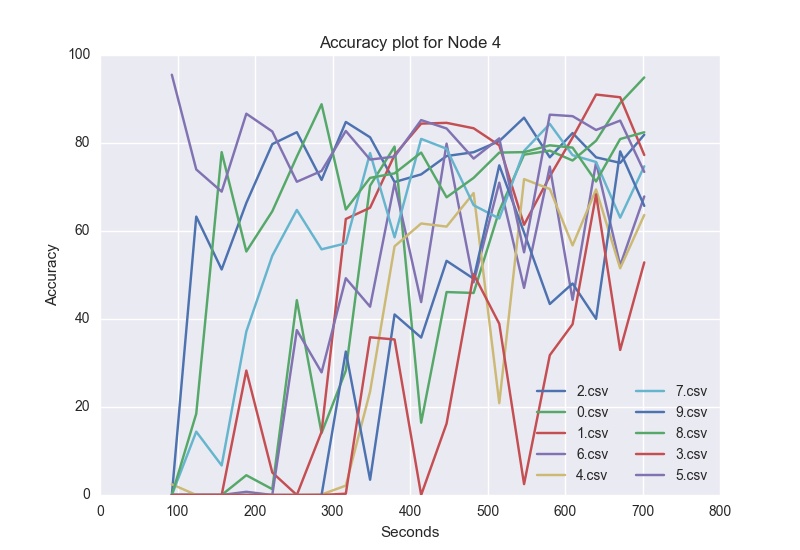 Accuracy plot for Node 4
100
80
60
40
20
0
Accuracy
0 100 200 300 400 500 600 700 800
Seconds
2.csv 7.csv
0.csv 9.csv
1.csv 8.csv
6.csv 3.csv
4.csv 5.csv